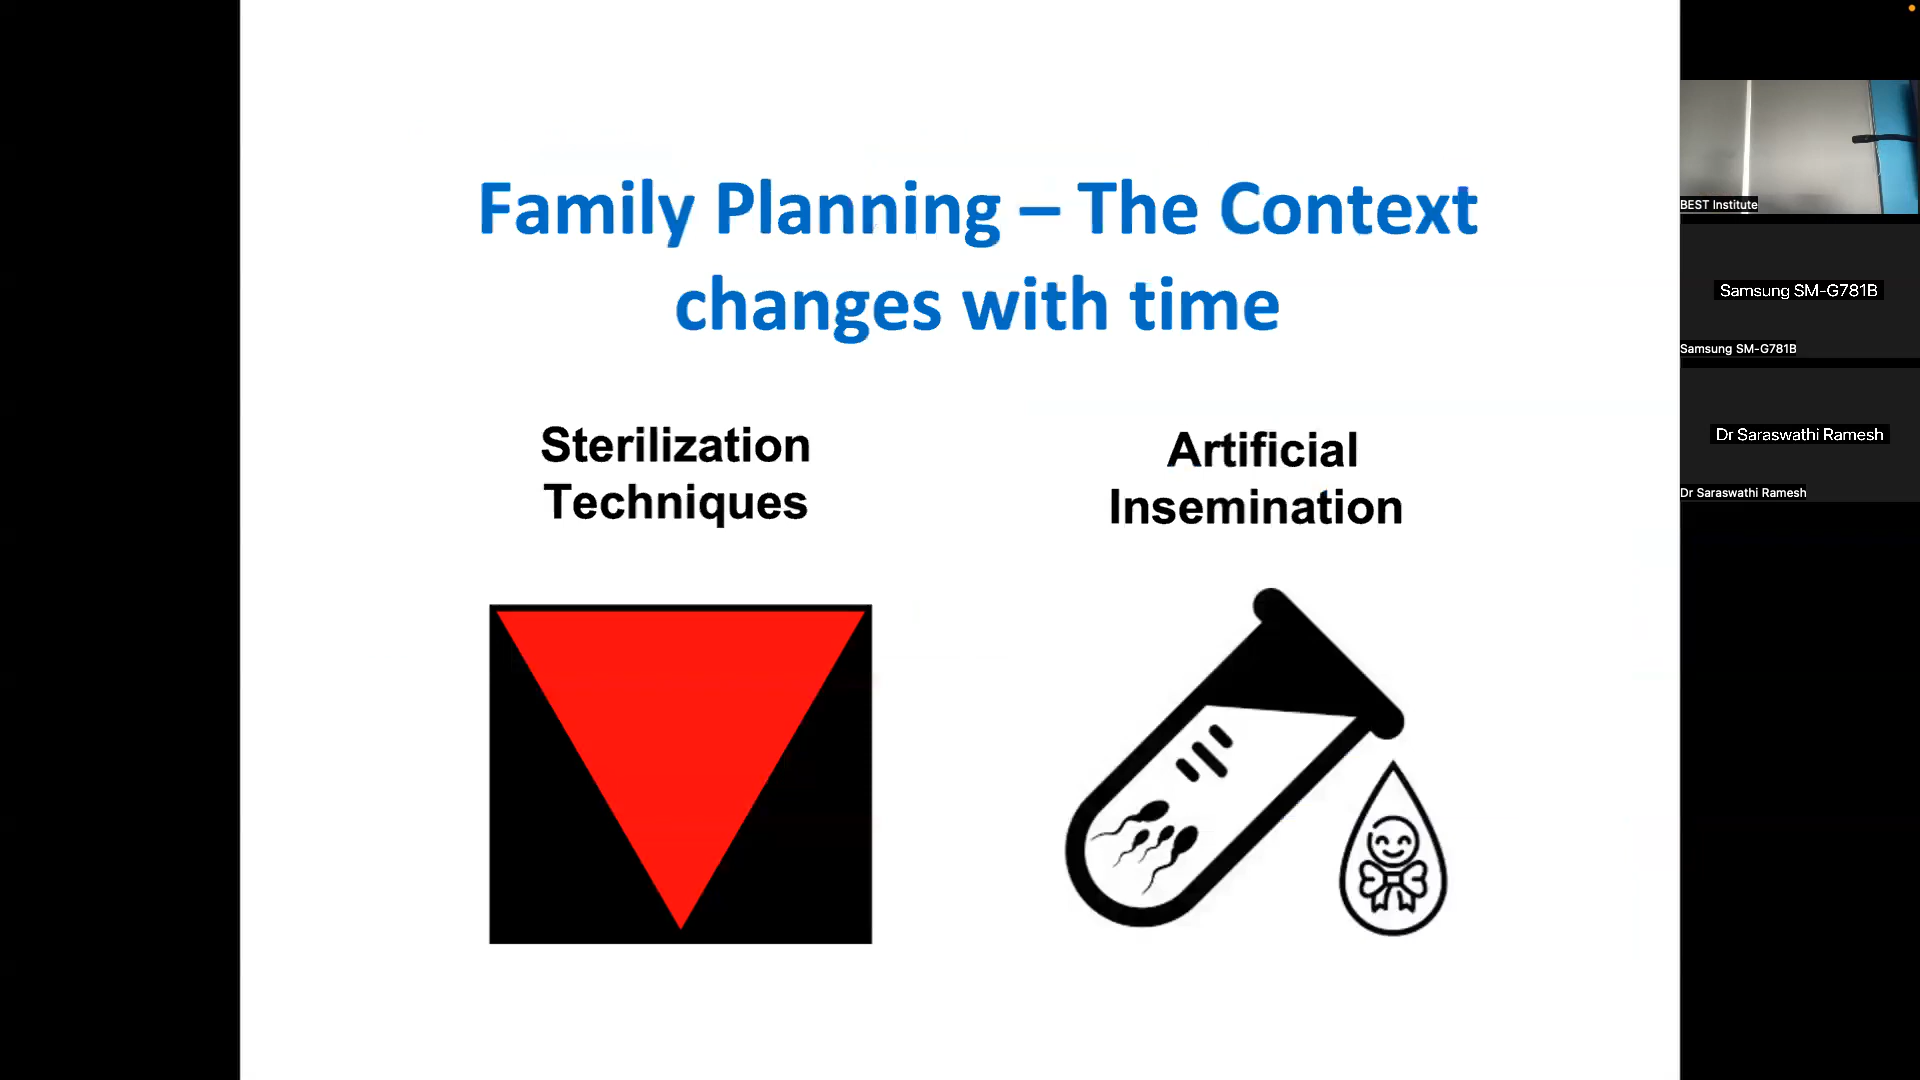 Family Planning – The Context
changes with time
Sterilization
Techniques
Artificial
Insemination
BEST Institute
Samsung SM-G781B
Samsung SM-G781B
Dr Saraswathi Ramesh
Dr Saraswathi Ramesh